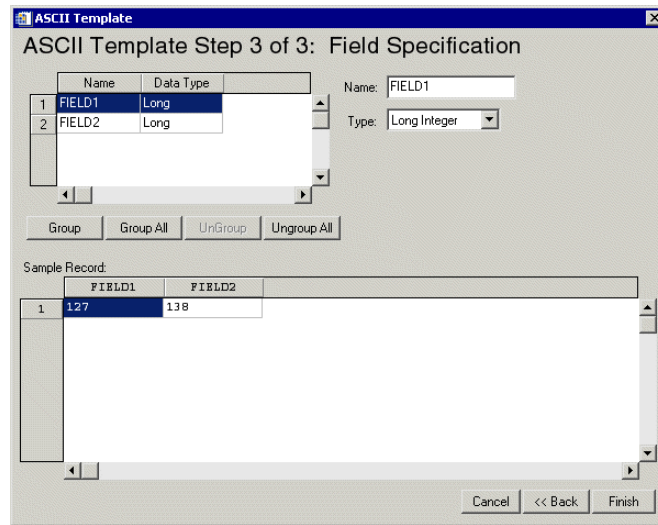 ASCII Template
ASCII Template Step 3 of 3: Field Specification
Name Data Type
1 FIELD1 Long
2 FIELD2 Long
Name: FIELD1
Type: Long Integer
Group Group All UnGroup Ungroup All
Sample Record:
FIELD1 FIELD2
1 127 138
Cancel << Back Finish